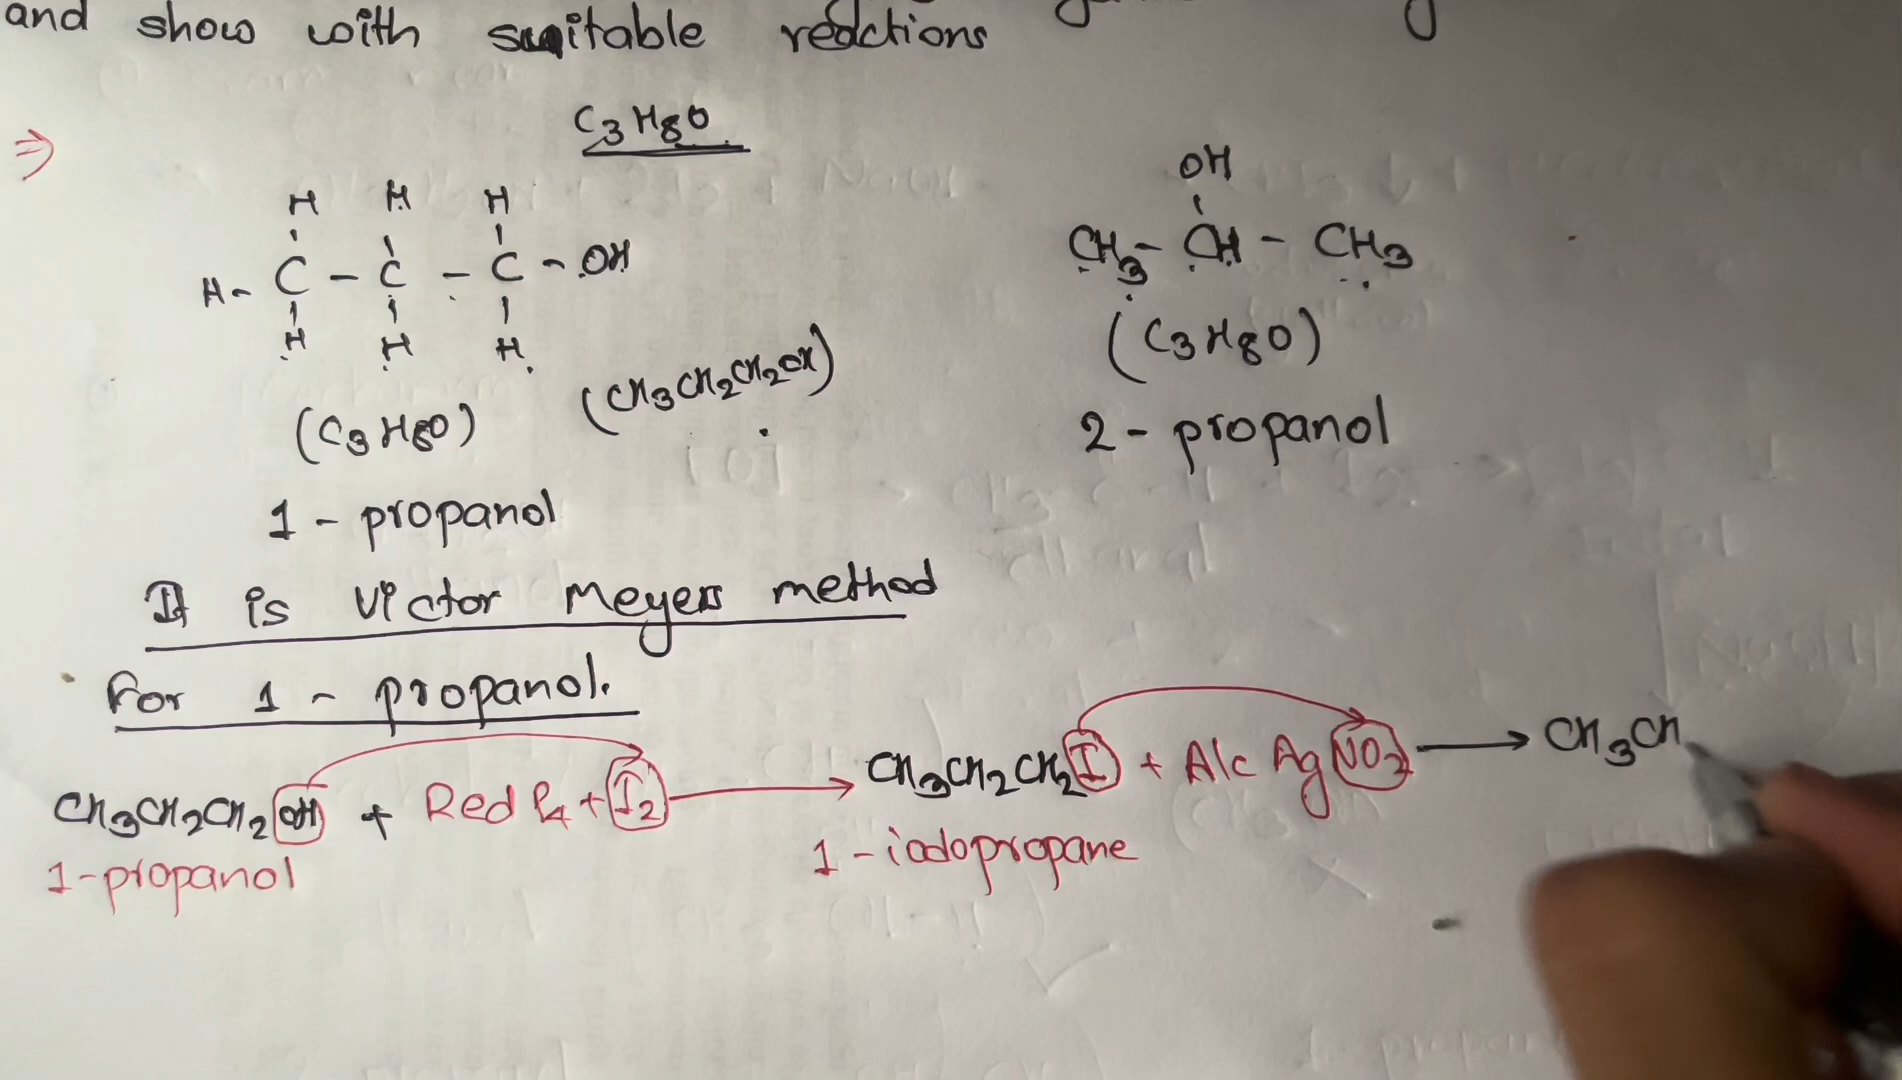 and show with suitable reactions
⇒ C3H8O
OH
H H H
H - C - C - C - OH
H H H
CH3 - CH - CH3
(C3H8O)
(CH3CH2CH2OH)
(C3H8O)
2 - propanol
1 - propanol
It is Victor Meyers method
For 1 - propanol.
CH3CH2CH2OH + Red P4 + I2 → CH3CH2CH2I + Alc AgNO2 → CH3CH
1-propanol 1-iodopropane